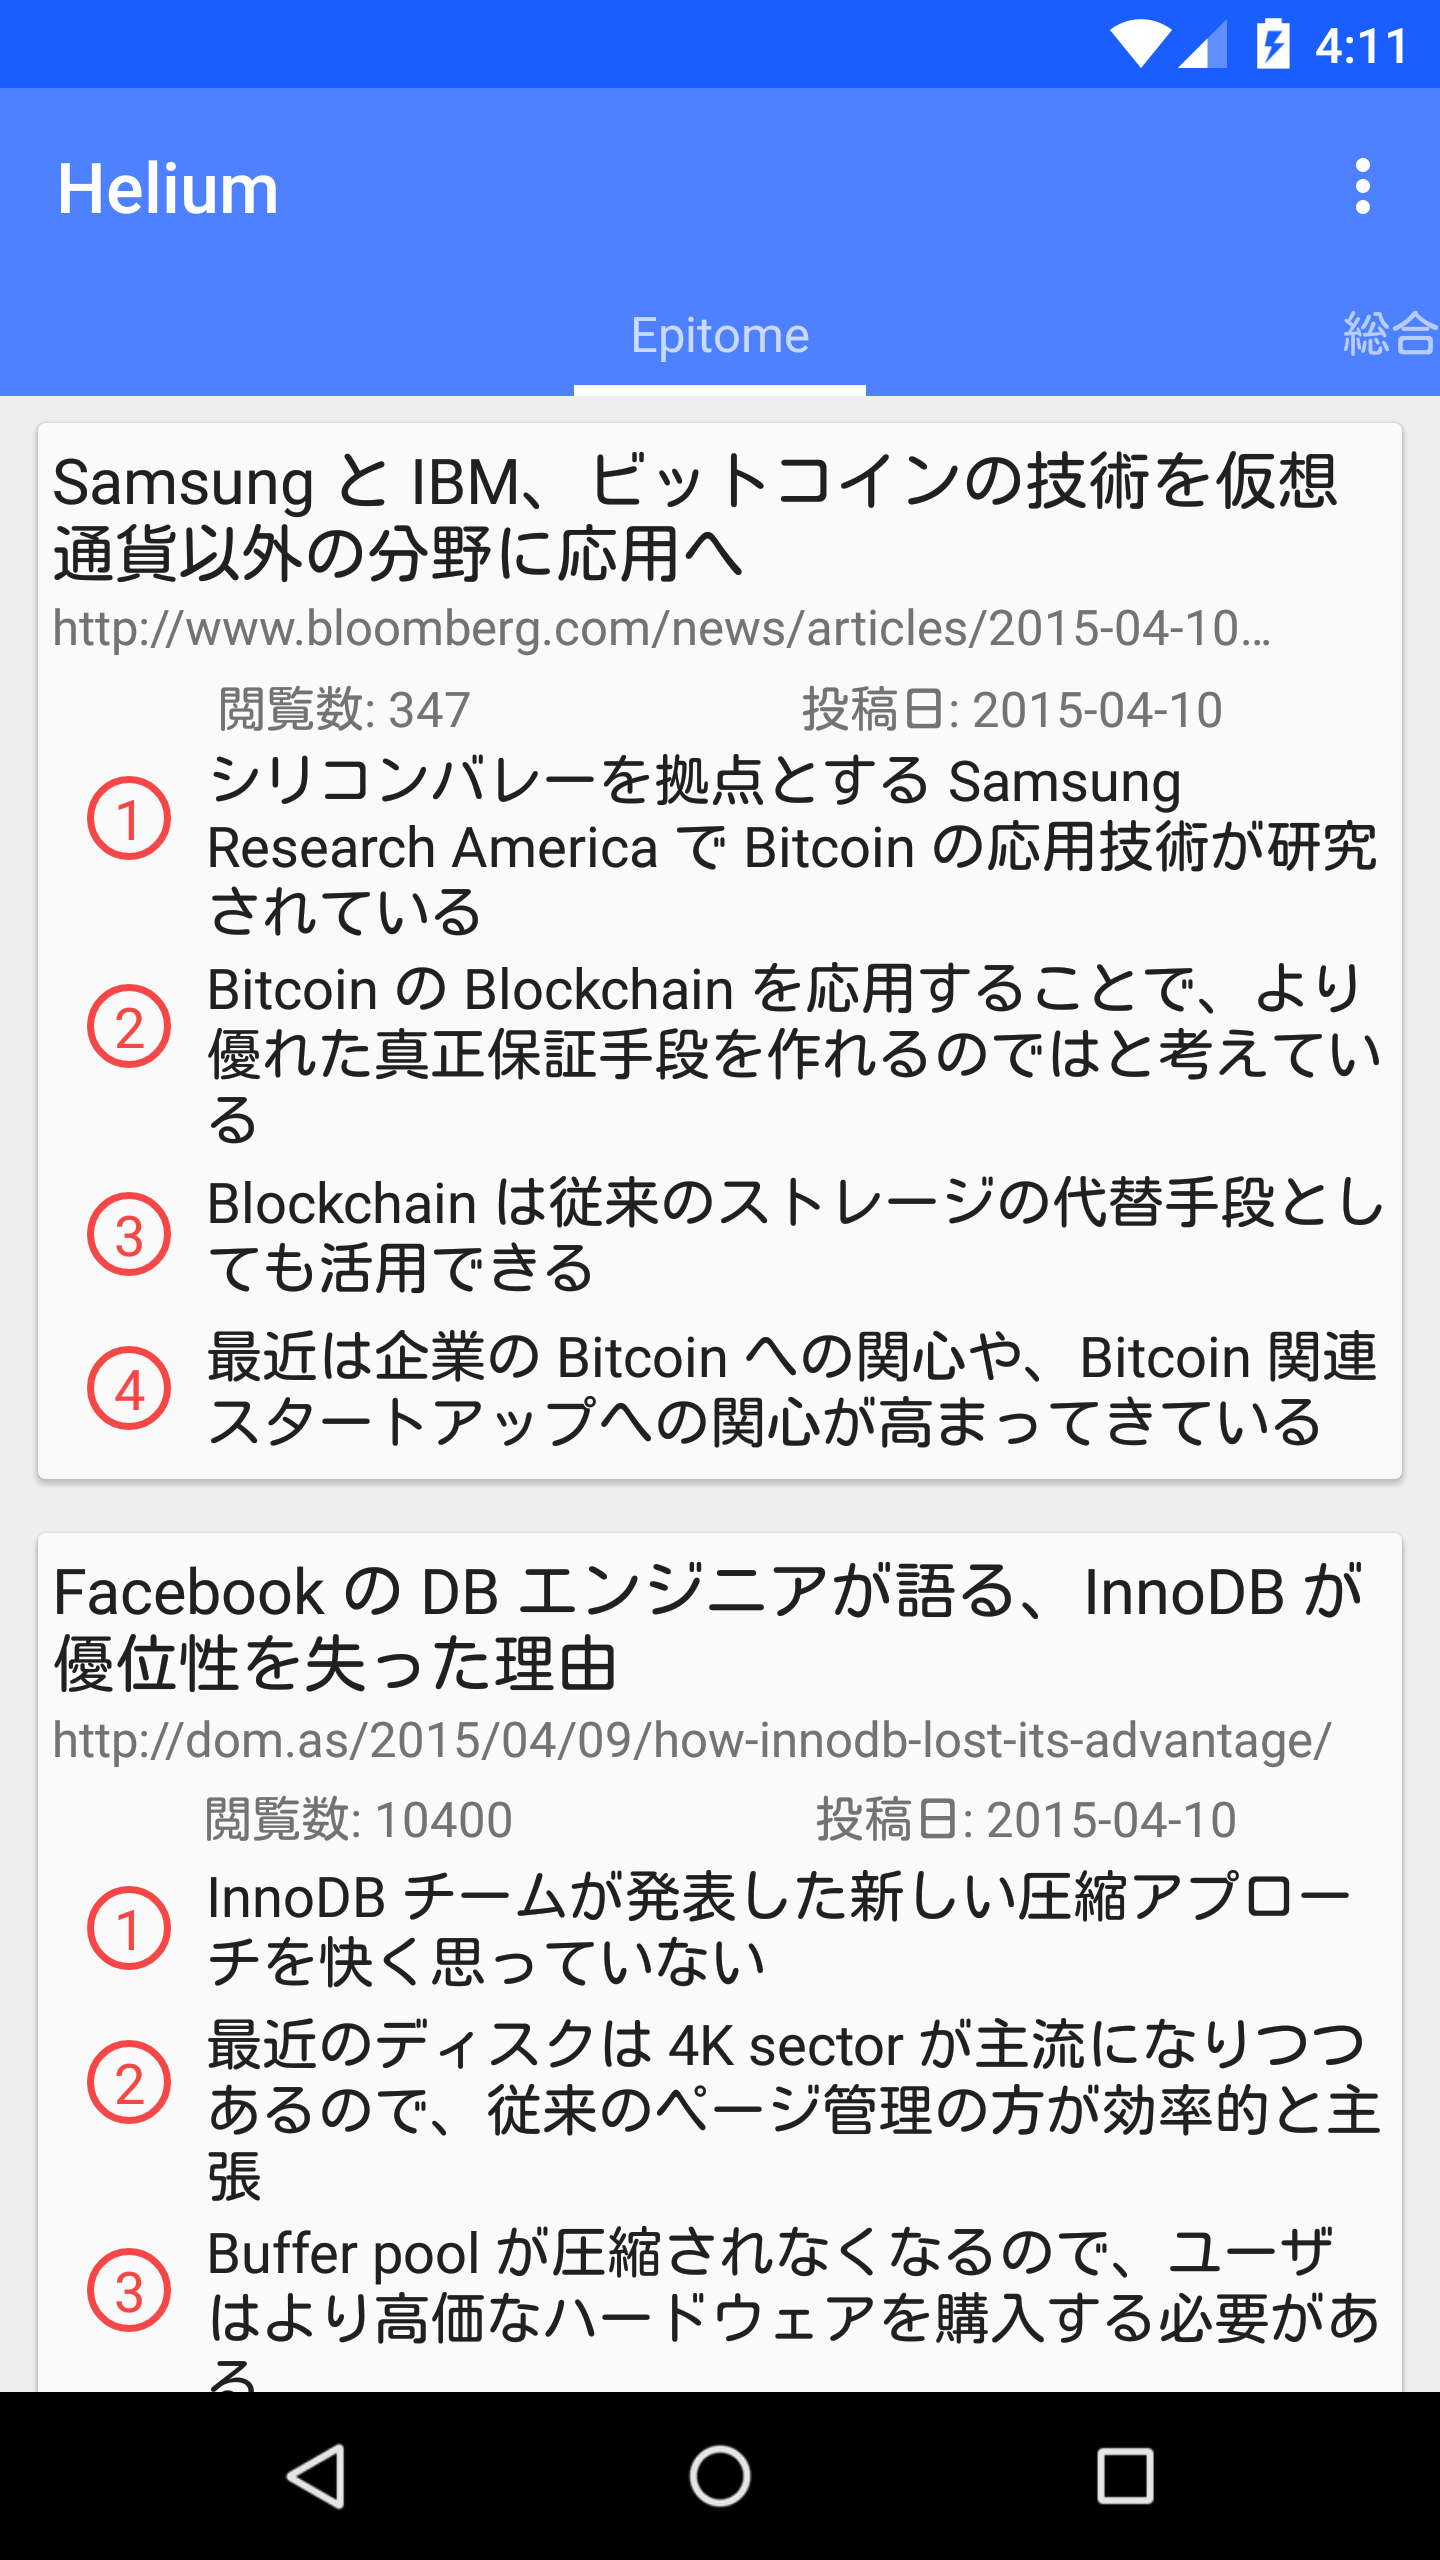 4:11
Helium
Epitome
総合
Samsung と IBM、ビットコインの技術を仮想
通貨以外の分野に応用へ
http://www.bloomberg.com/news/articles/2015-04-10…
閲覧数: 347 投稿日: 2015-04-10
1 シリコンバレーを拠点とする Samsung
Research America で Bitcoin の応用技術が研究
されている
2 Bitcoin の Blockchain を応用することで、より
優れた真正保証手段を作れるのではと考えてい
る
3 Blockchain は従来のストレージの代替手段とし
ても活用できる
4 最近は企業の Bitcoin への関心や、Bitcoin 関連
スタートアップへの関心が高まってきている
Facebook の DB エンジニアが語る、InnoDB が
優位性を失った理由
http://dom.as/2015/04/09/how-innodb-lost-its-advantage/
閲覧数: 10400 投稿日: 2015-04-10
1 InnoDB チームが発表した新しい圧縮アプロー
チを快く思っていない
2 最近のディスクは 4K sector が主流になりつつ
あるので、従来のページ管理の方が効率的と主
張
3 Buffer pool が圧縮されなくなるので、ユーザ
はより高価なハードウェアを購入する必要があ
る